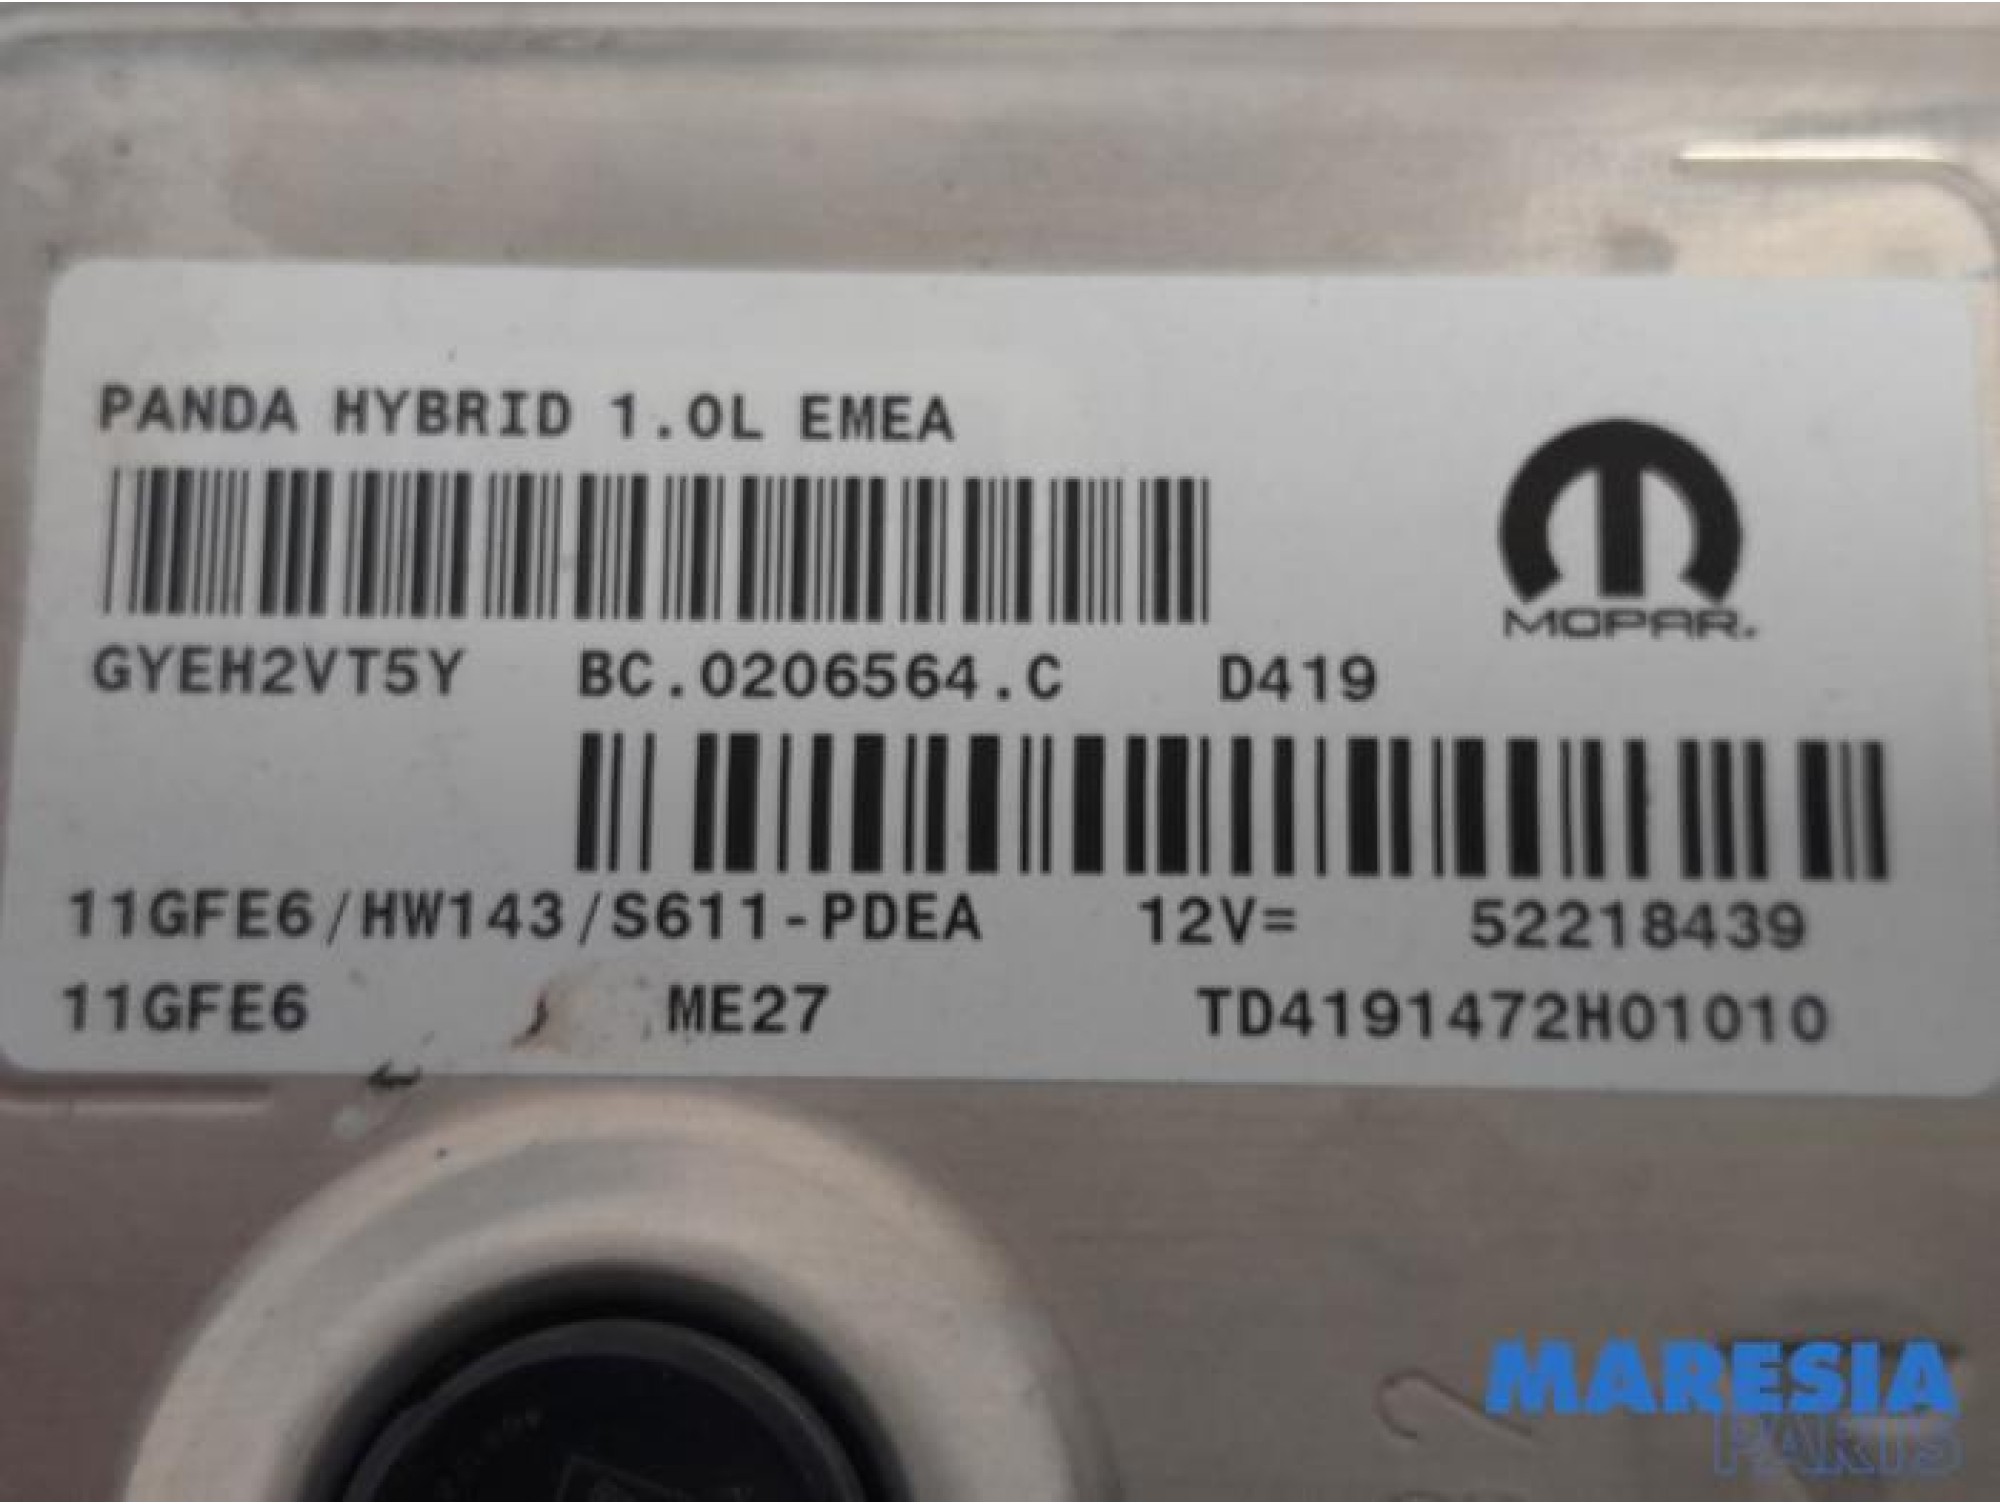 PANDA HYBRID 1.0L EMEA
MOPAR.
GYEH2VT5Y BC.0206564.C D419
11GFE6/HW143/S611-PDEA 12V= 52218439
11GFE6 ME27 TD4191472H01010
MARESIA
PARTS